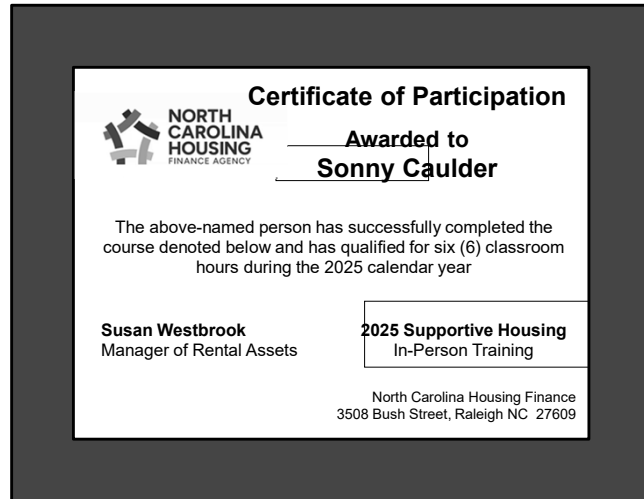 Certificate of Participation
NORTH
CAROLINA
HOUSING
FINANCE AGENCY
Awarded to
Sonny Caulder
The above-named person has successfully completed the
course denoted below and has qualified for six (6) classroom
hours during the 2025 calendar year
Susan Westbrook
Manager of Rental Assets
2025 Supportive Housing
In-Person Training
North Carolina Housing Finance
3508 Bush Street, Raleigh NC 27609